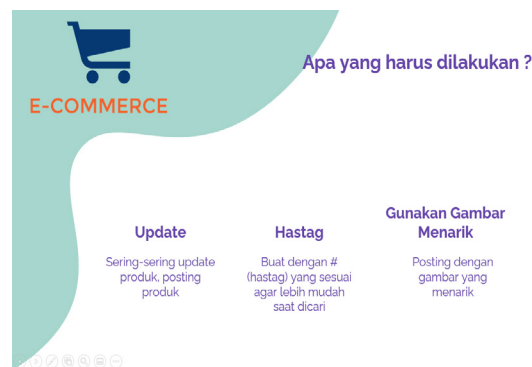 Apa yang harus dilakukan ?
E-COMMERCE
Update
Sering-sering update
produk, posting
produk
Hastag
Buat dengan #
(hastag) yang sesuai
agar lebih mudah
saat dicari
Gunakan Gambar
Menarik
Posting dengan
gambar yang
menarik